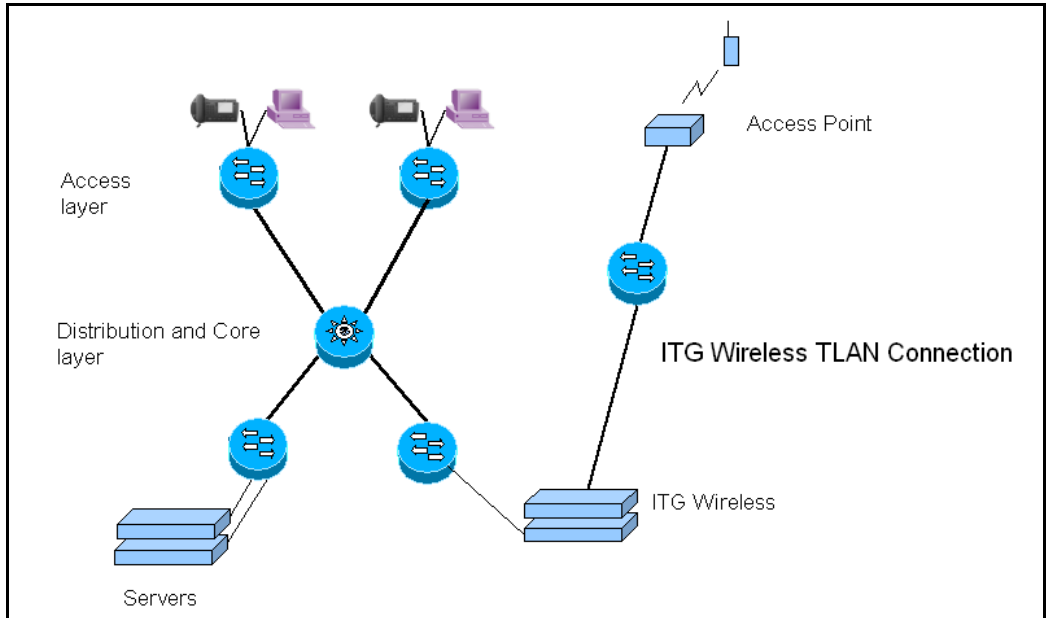 Access Point
Access
layer
Distribution and Core
layer
ITG Wireless TLAN Connection
ITG Wireless
Servers